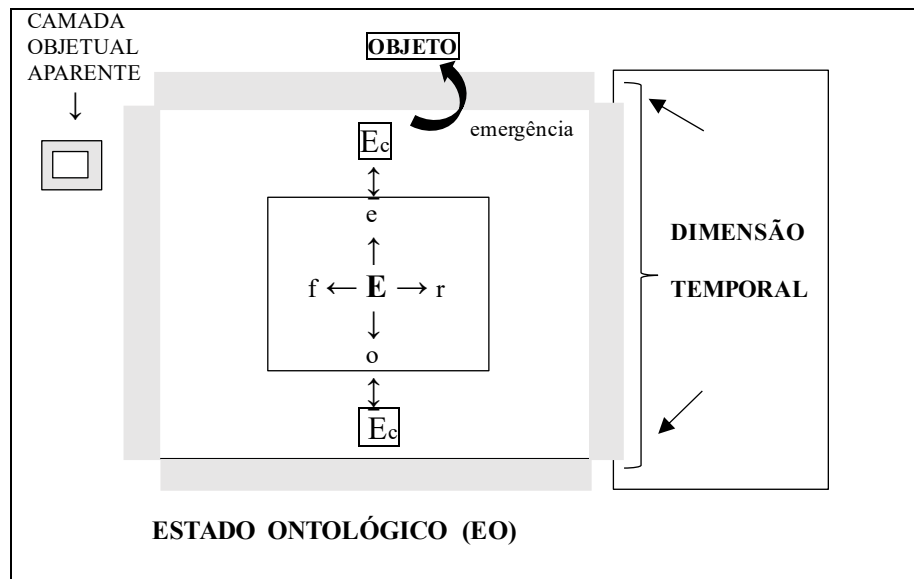 CAMADA
OBJETUAL
APARENTE
↓
OBJETO
emergência
Ec
↕
e
↑
f ← E → r
↓
o
↕
Ec
DIMENSÃO
TEMPORAL
ESTADO ONTOLÓGICO (EO)